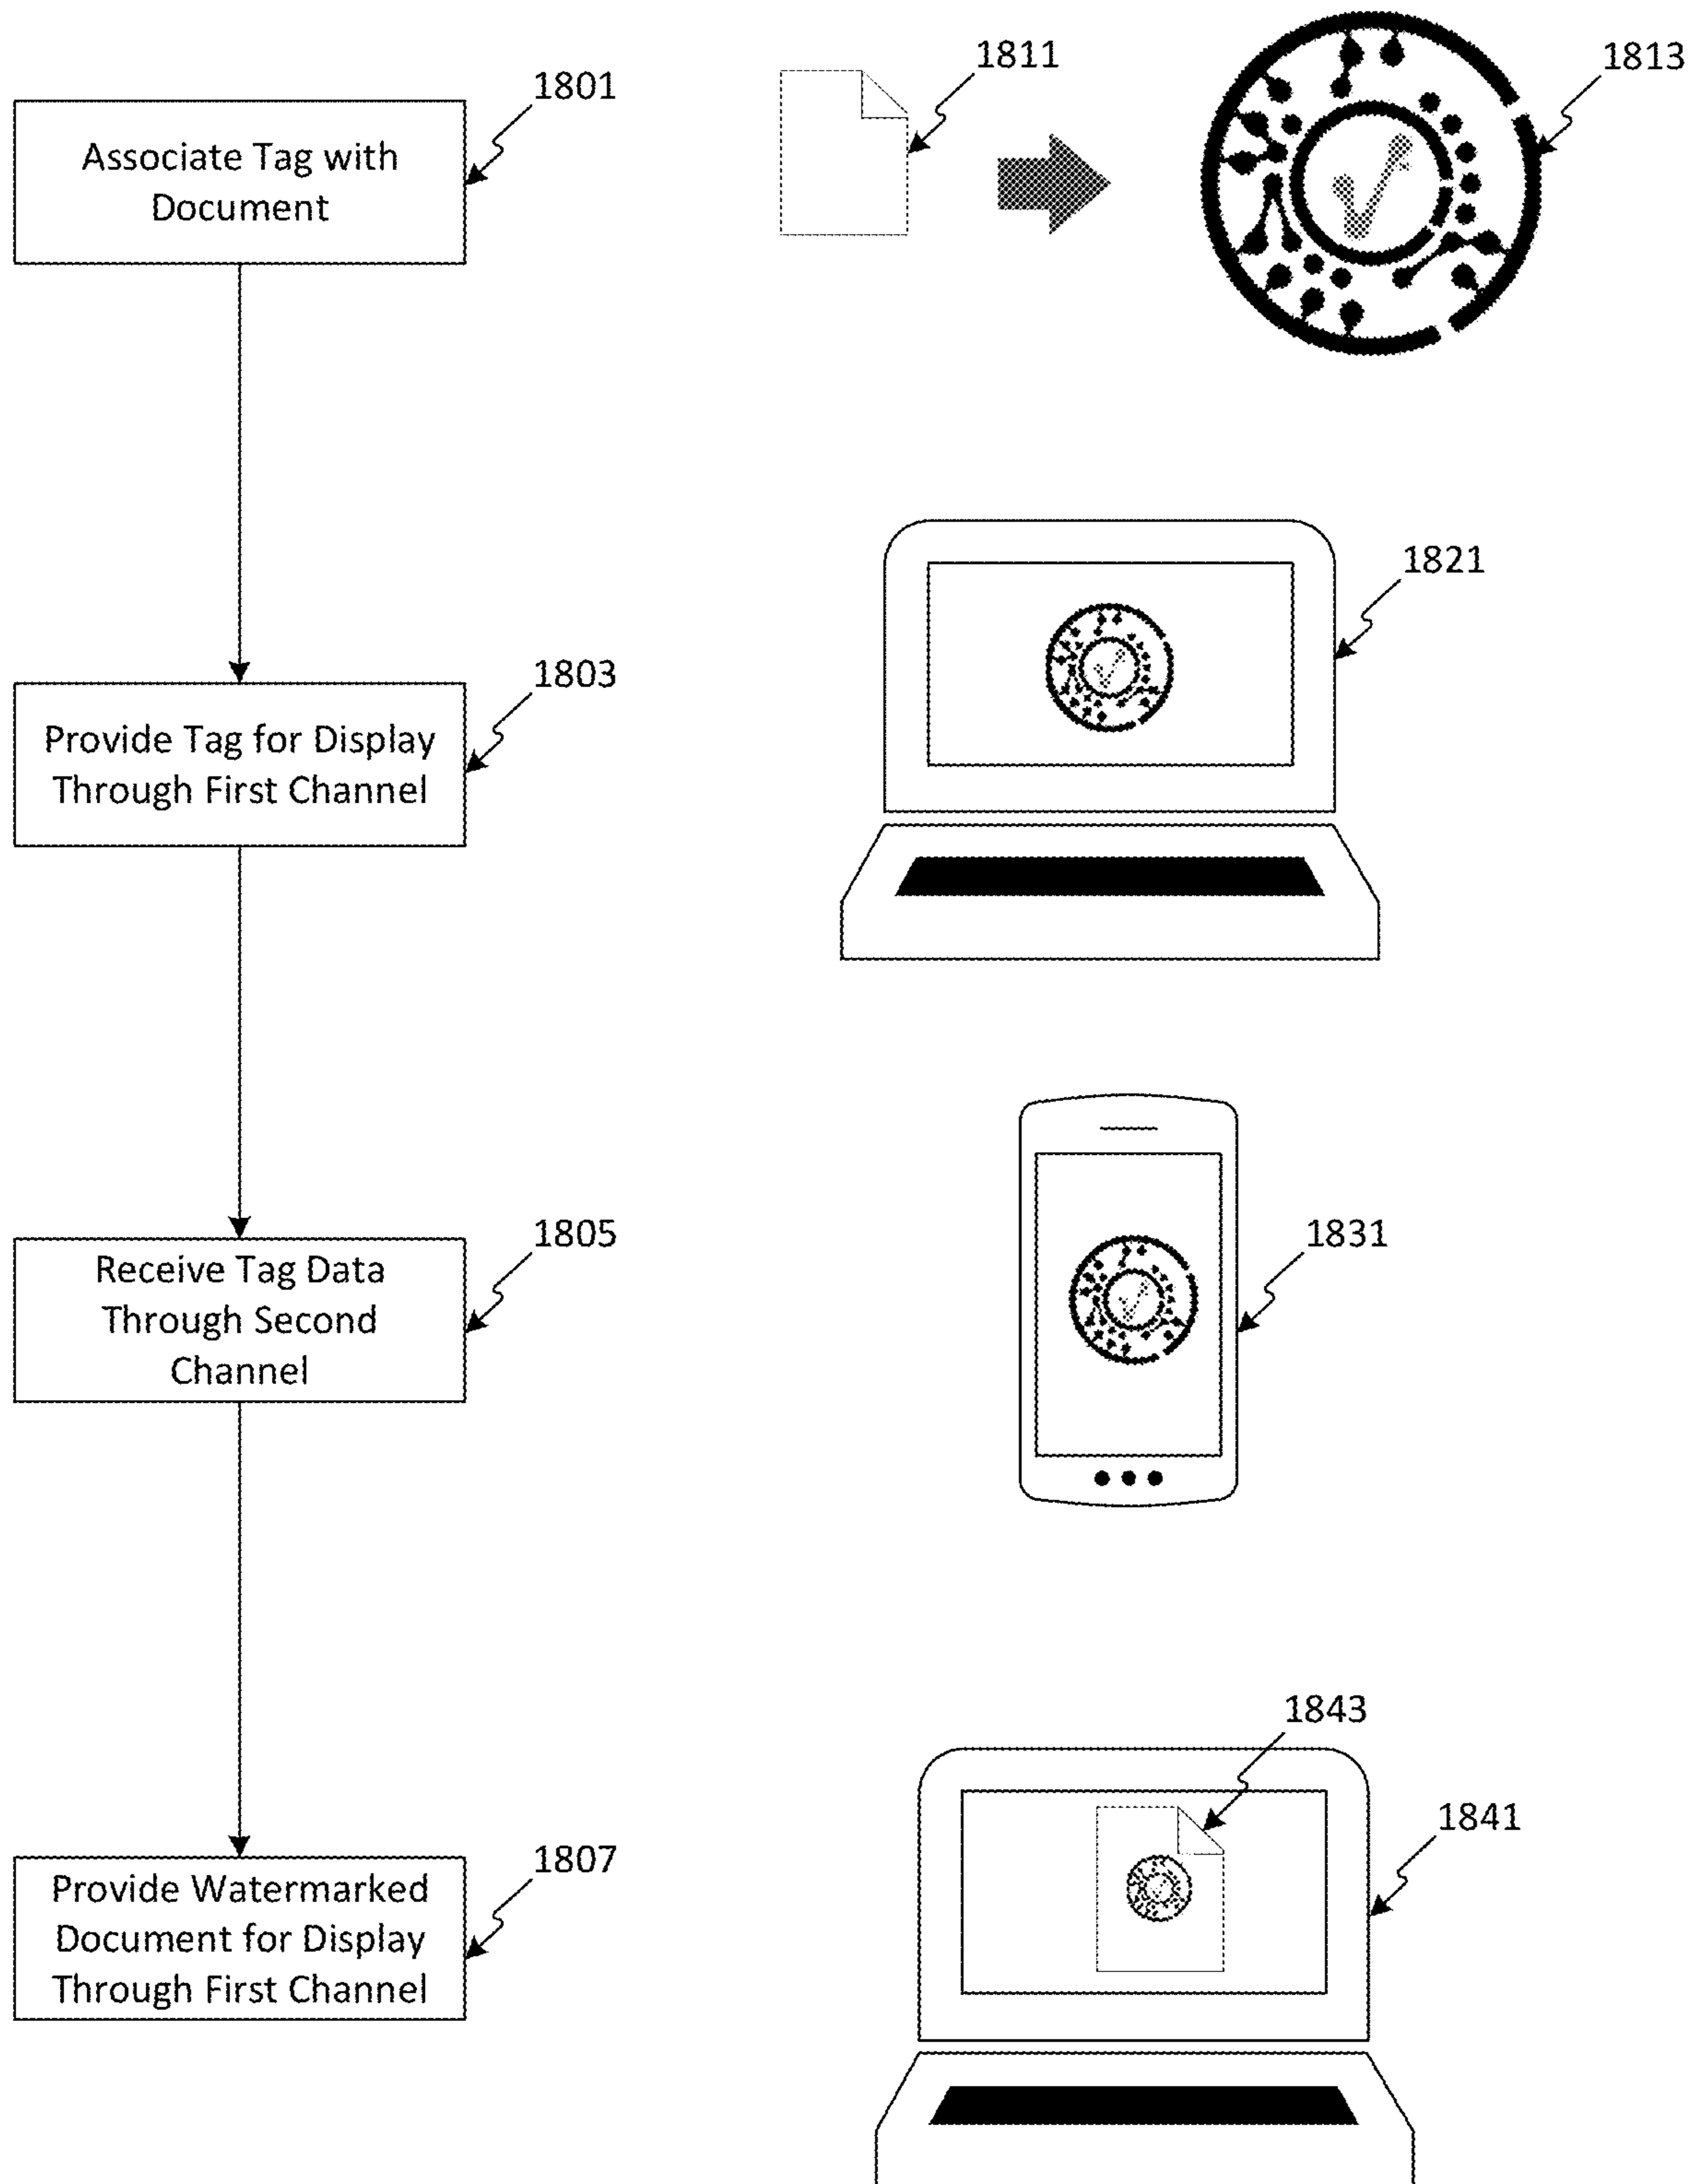 1801
Associate Tag with
Document
1811
1813
1803
Provide Tag for Display
Through First Channel
1821
1805
Receive Tag Data
Through Second
Channel
1831
1807
Provide Watermarked
Document for Display
Through First Channel
1843
1841